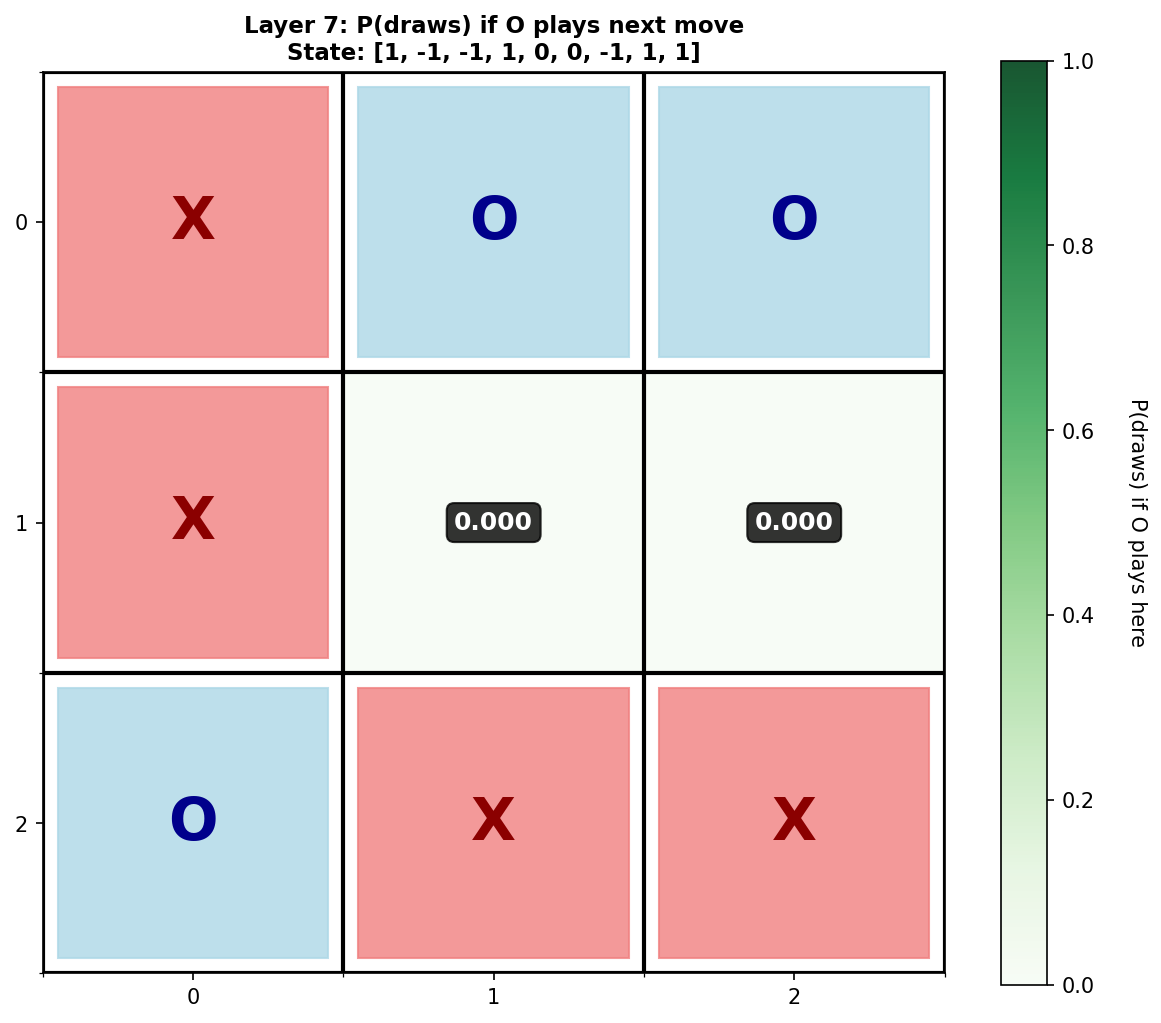 Layer 7: P(draws) if O plays next move
State: [1, -1, -1, 1, 0, 0, -1, 1, 1]
0
X
O
O
1
X
0.000
0.000
2
O
X
X
0
1
2
1.0
0.8
0.6
0.4
0.2
0.0
P(draws) if O plays here